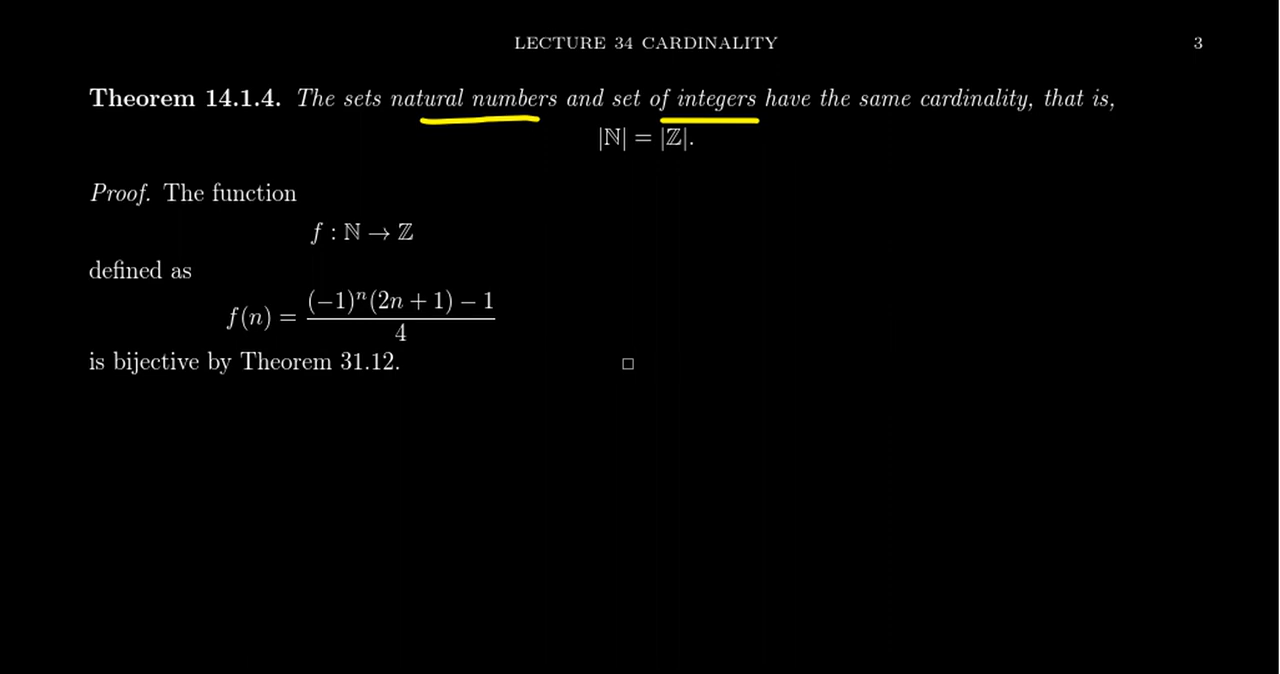 LECTURE 34 CARDINALITY 3
Theorem 14.1.4. The sets natural numbers and set of integers have the same cardinality, that is,
|ℕ| = |ℤ|.
Proof. The function
f : ℕ → ℤ
defined as
f(n) = ((−1)ⁿ(2n + 1) − 1)/4
is bijective by Theorem 31.12. □